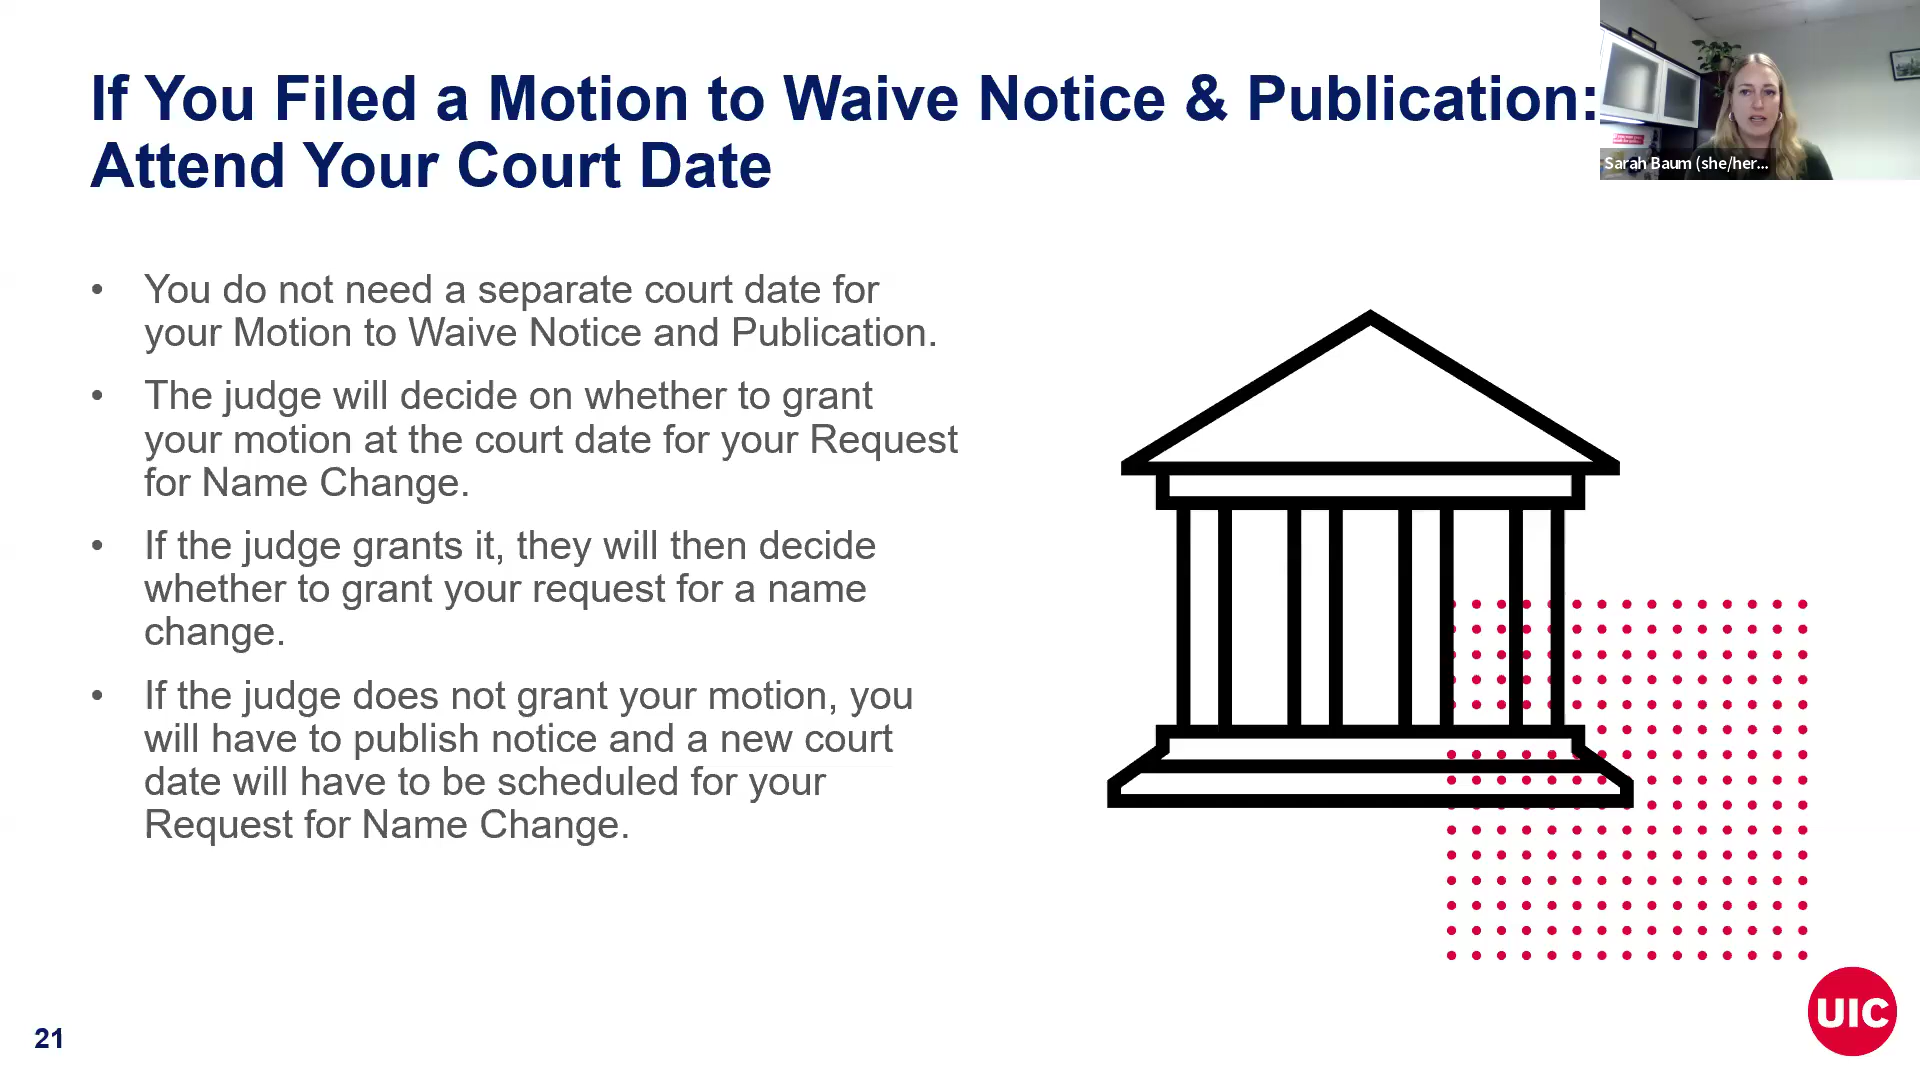 If You Filed a Motion to Waive Notice & Publication:
Attend Your Court Date
Sarah Baum (she/her...
• You do not need a separate court date for
your Motion to Waive Notice and Publication.
• The judge will decide on whether to grant
your motion at the court date for your Request
for Name Change.
• If the judge grants it, they will then decide
whether to grant your request for a name
change.
• If the judge does not grant your motion, you
will have to publish notice and a new court
date will have to be scheduled for your
Request for Name Change.
UIC
21